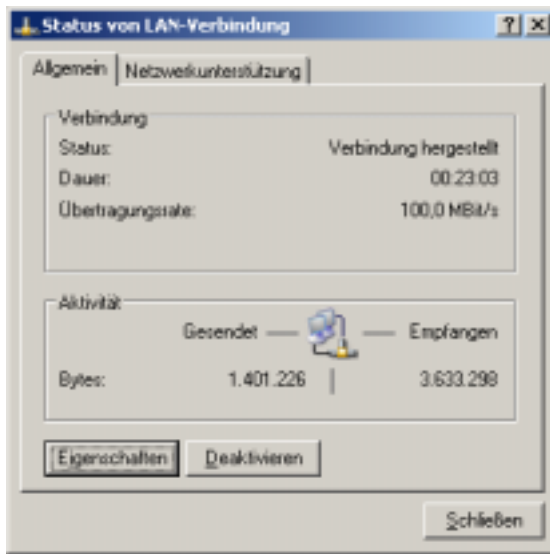 Status von LAN-Verbindung
Allgemein Netzwerkunterstützung
Verbindung
Status: Verbindung hergestellt
Dauer: 00:23:03
Übertragungsrate: 100,0 MBit/s
Aktivität
Gesendet Empfangen
Bytes: 1.401.226 3.633.298
Eigenschaften Deaktivieren
Schließen